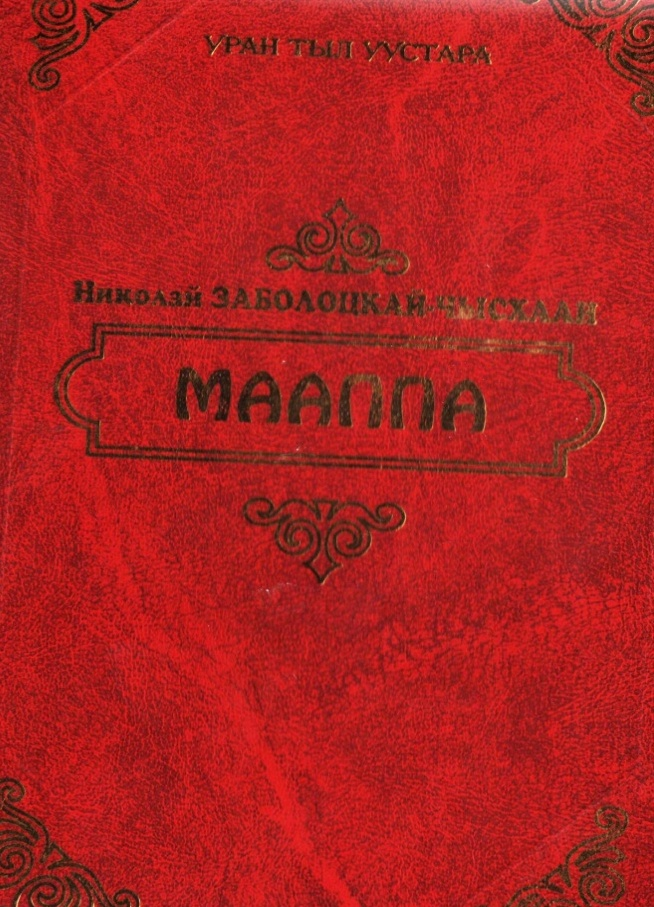 УРАН ТЫЛ УУСТАРА
Николай ЗАБОЛОЦКАЙ-ЧЫСХААН
МААППА